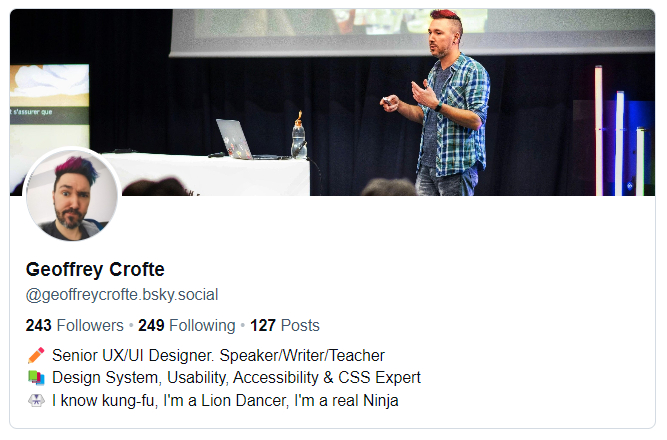 t s'assurer que
Geoffrey Crofte
@geoffreycrofte.bsky.social
243 Followers • 249 Following • 127 Posts
Senior UX/UI Designer. Speaker/Writer/Teacher
Design System, Usability, Accessibility & CSS Expert
I know kung-fu, I'm a Lion Dancer, I'm a real Ninja